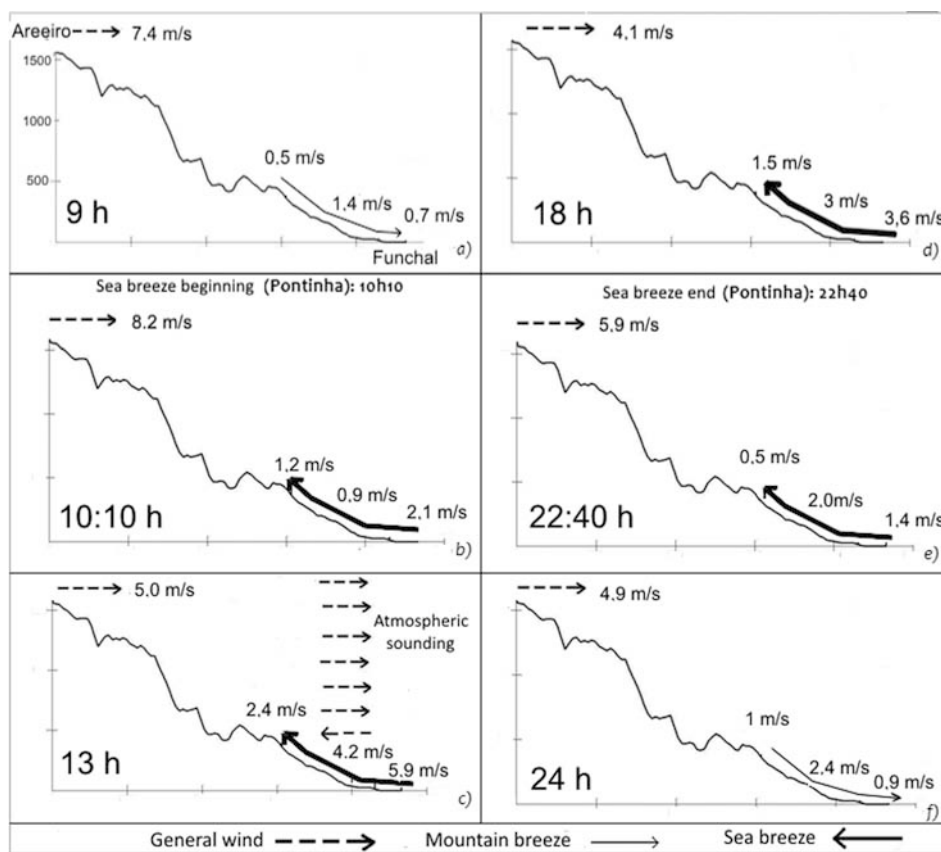 Areeiro 7.4 m/s
1500
1000
500
0.5 m/s
1.4 m/s
0.7 m/s
9 h
Funchal
a)
4.1 m/s
1.5 m/s
3 m/s
3,6 m/s
18 h
d)
Sea breeze beginning (Pontinha): 10h10
8.2 m/s
1,2 m/s
0,9 m/s
2,1 m/s
10:10 h
b)
Sea breeze end (Pontinha): 22h40
5,9 m/s
0,5 m/s
2,0m/s
1,4 m/s
22:40 h
e)
5.0 m/s
Atmospheric
sounding
2,4 m/s
4.2 m/s
5.9 m/s
13 h
c)
4.9 m/s
1 m/s
2,4 m/s
0,9 m/s
24 h
f)
General wind Mountain breeze Sea breeze